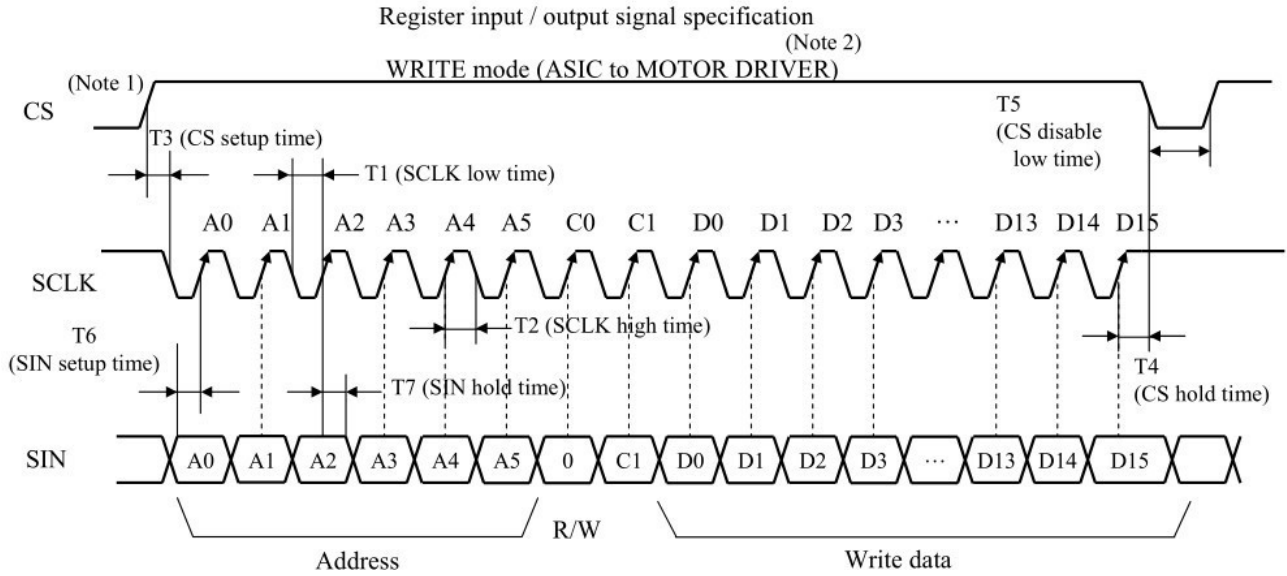 Register input / output signal specification
(Note 2)
WRITE mode (ASIC to MOTOR DRIVER)
(Note 1)
CS
T3 (CS setup time)
T5
(CS disable
low time)
T1 (SCLK low time)
A0 A1 A2 A3 A4 A5 C0 C1 D0 D1 D2 D3 ··· D13 D14 D15
SCLK
T2 (SCLK high time)
T6
(SIN setup time)
T4
(CS hold time)
T7 (SIN hold time)
SIN
A0 A1 A2 A3 A4 A5 0 C1 D0 D1 D2 D3 ··· D13 D14 D15
R/W
Address
Write data